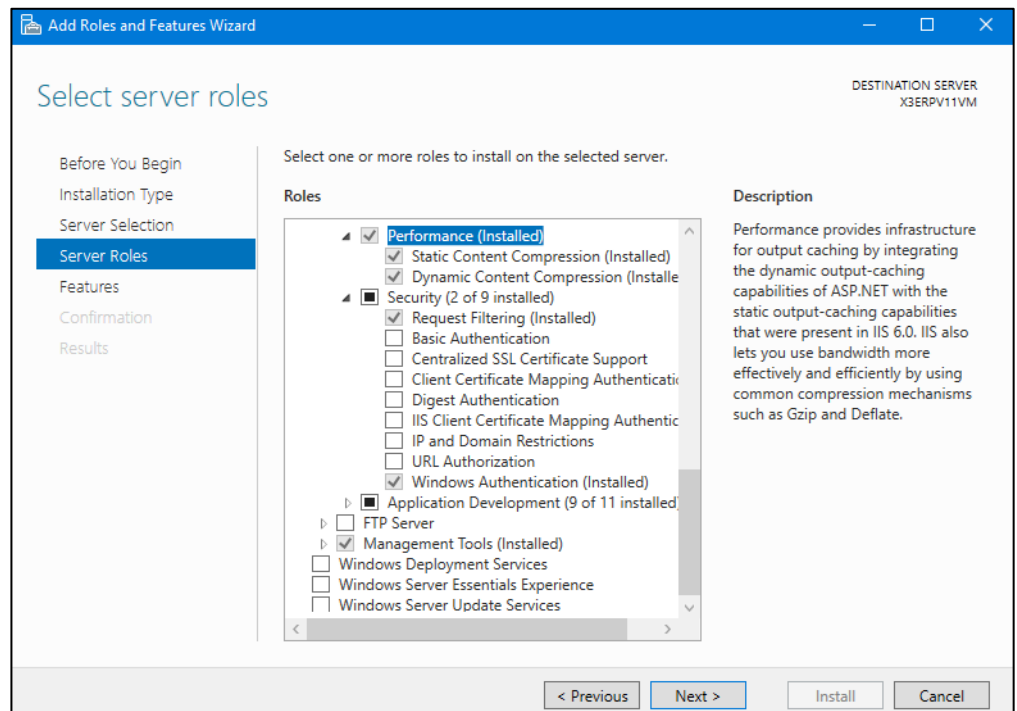 Add Roles and Features Wizard
Select server roles
DESTINATION SERVER
X3ERPV11VM
Before You Begin
Installation Type
Server Selection
Server Roles
Features
Confirmation
Results
Select one or more roles to install on the selected server.
Roles
Performance (Installed)
Static Content Compression (Installed)
Dynamic Content Compression (Installe
Security (2 of 9 installed)
Request Filtering (Installed)
Basic Authentication
Centralized SSL Certificate Support
Client Certificate Mapping Authenticatic
Digest Authentication
IIS Client Certificate Mapping Authentic
IP and Domain Restrictions
URL Authorization
Windows Authentication (Installed)
Application Development (9 of 11 installed)
FTP Server
Management Tools (Installed)
Windows Deployment Services
Windows Server Essentials Experience
Windows Server Update Services
Description
Performance provides infrastructure
for output caching by integrating
the dynamic output-caching
capabilities of ASP.NET with the
static output-caching capabilities
that were present in IIS 6.0. IIS also
lets you use bandwidth more
effectively and efficiently by using
common compression mechanisms
such as Gzip and Deflate.
< Previous
Next >
Install
Cancel